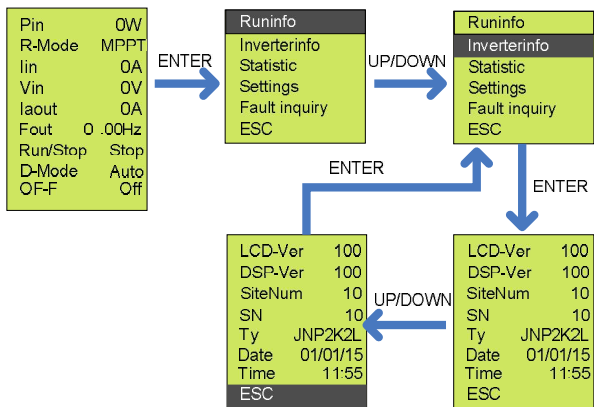 Pin 0W
R-Mode MPPT
Iin 0A
Vin 0V
Iaout 0A
Fout 0 .00Hz
Run/Stop Stop
D-Mode Auto
OF-F Off
ENTER
Runinfo
Inverterinfo
Statistic
Settings
Fault inquiry
ESC
UP/DOWN
Runinfo
Inverterinfo
Statistic
Settings
Fault inquiry
ESC
ENTER
ENTER
LCD-Ver 100
DSP-Ver 100
SiteNum 10
SN 10
Ty JNP2K2L
Date 01/01/15
Time 11:55
ESC
UP/DOWN
LCD-Ver 100
DSP-Ver 100
SiteNum 10
SN 10
Ty JNP2K2L
Date 01/01/15
Time 11:55
ESC